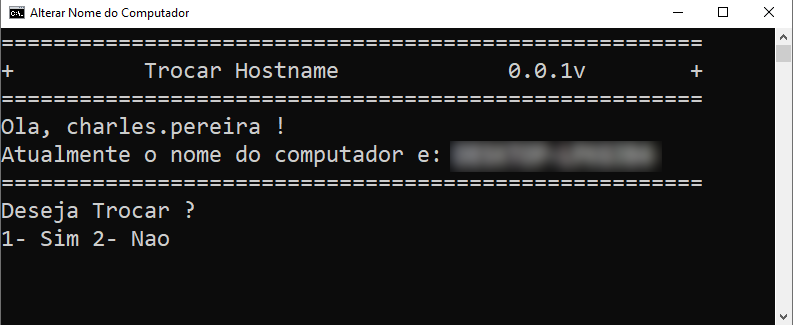 Alterar Nome do Computador
=====================================================
+ Trocar Hostname 0.0.1v +
=====================================================
Ola, charles.pereira !
Atualmente o nome do computador e:
=====================================================
Deseja Trocar ?
1- Sim 2- Nao